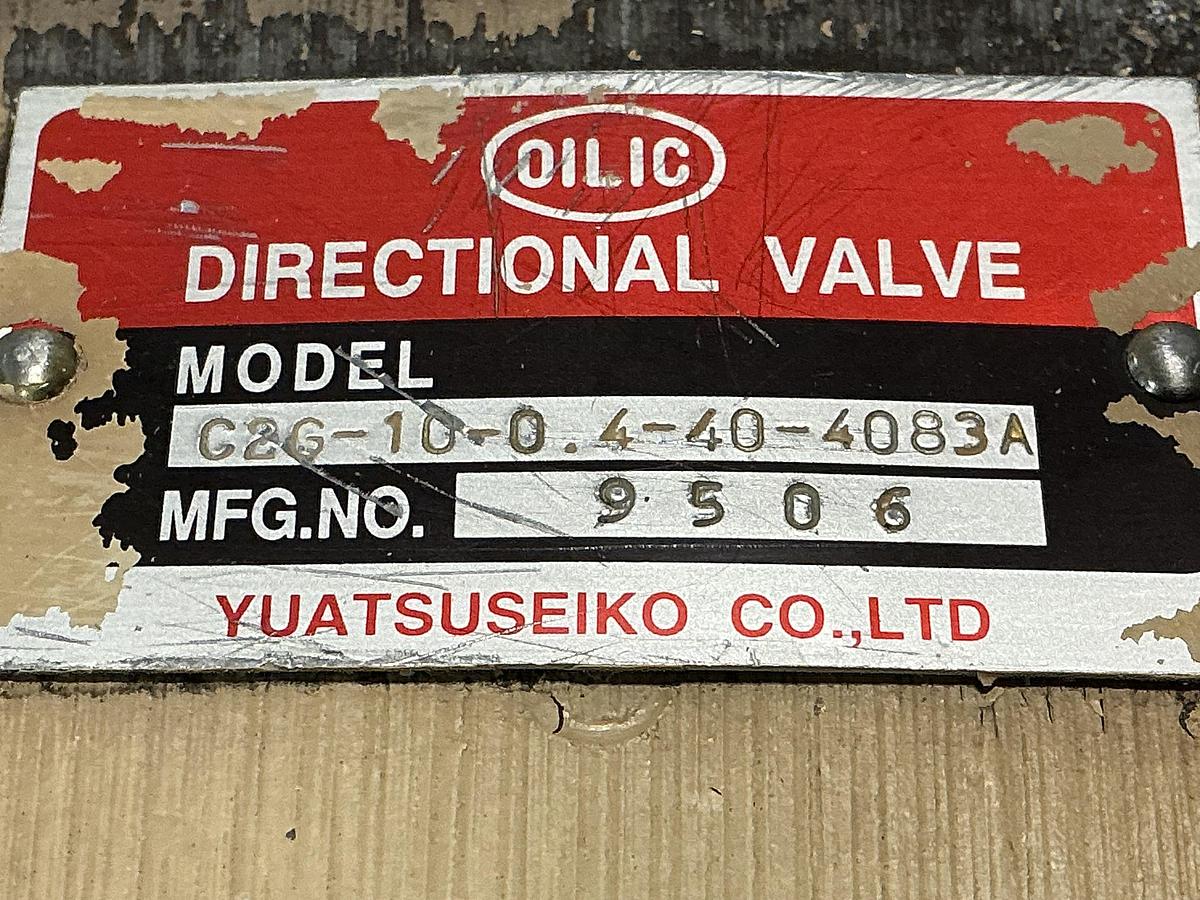 OILIC
DIRECTIONAL VALVE
MODEL
C2G-10-0.4-40-4083A
MFG.NO. 9506
YUATSUSEIKO CO.,LTD